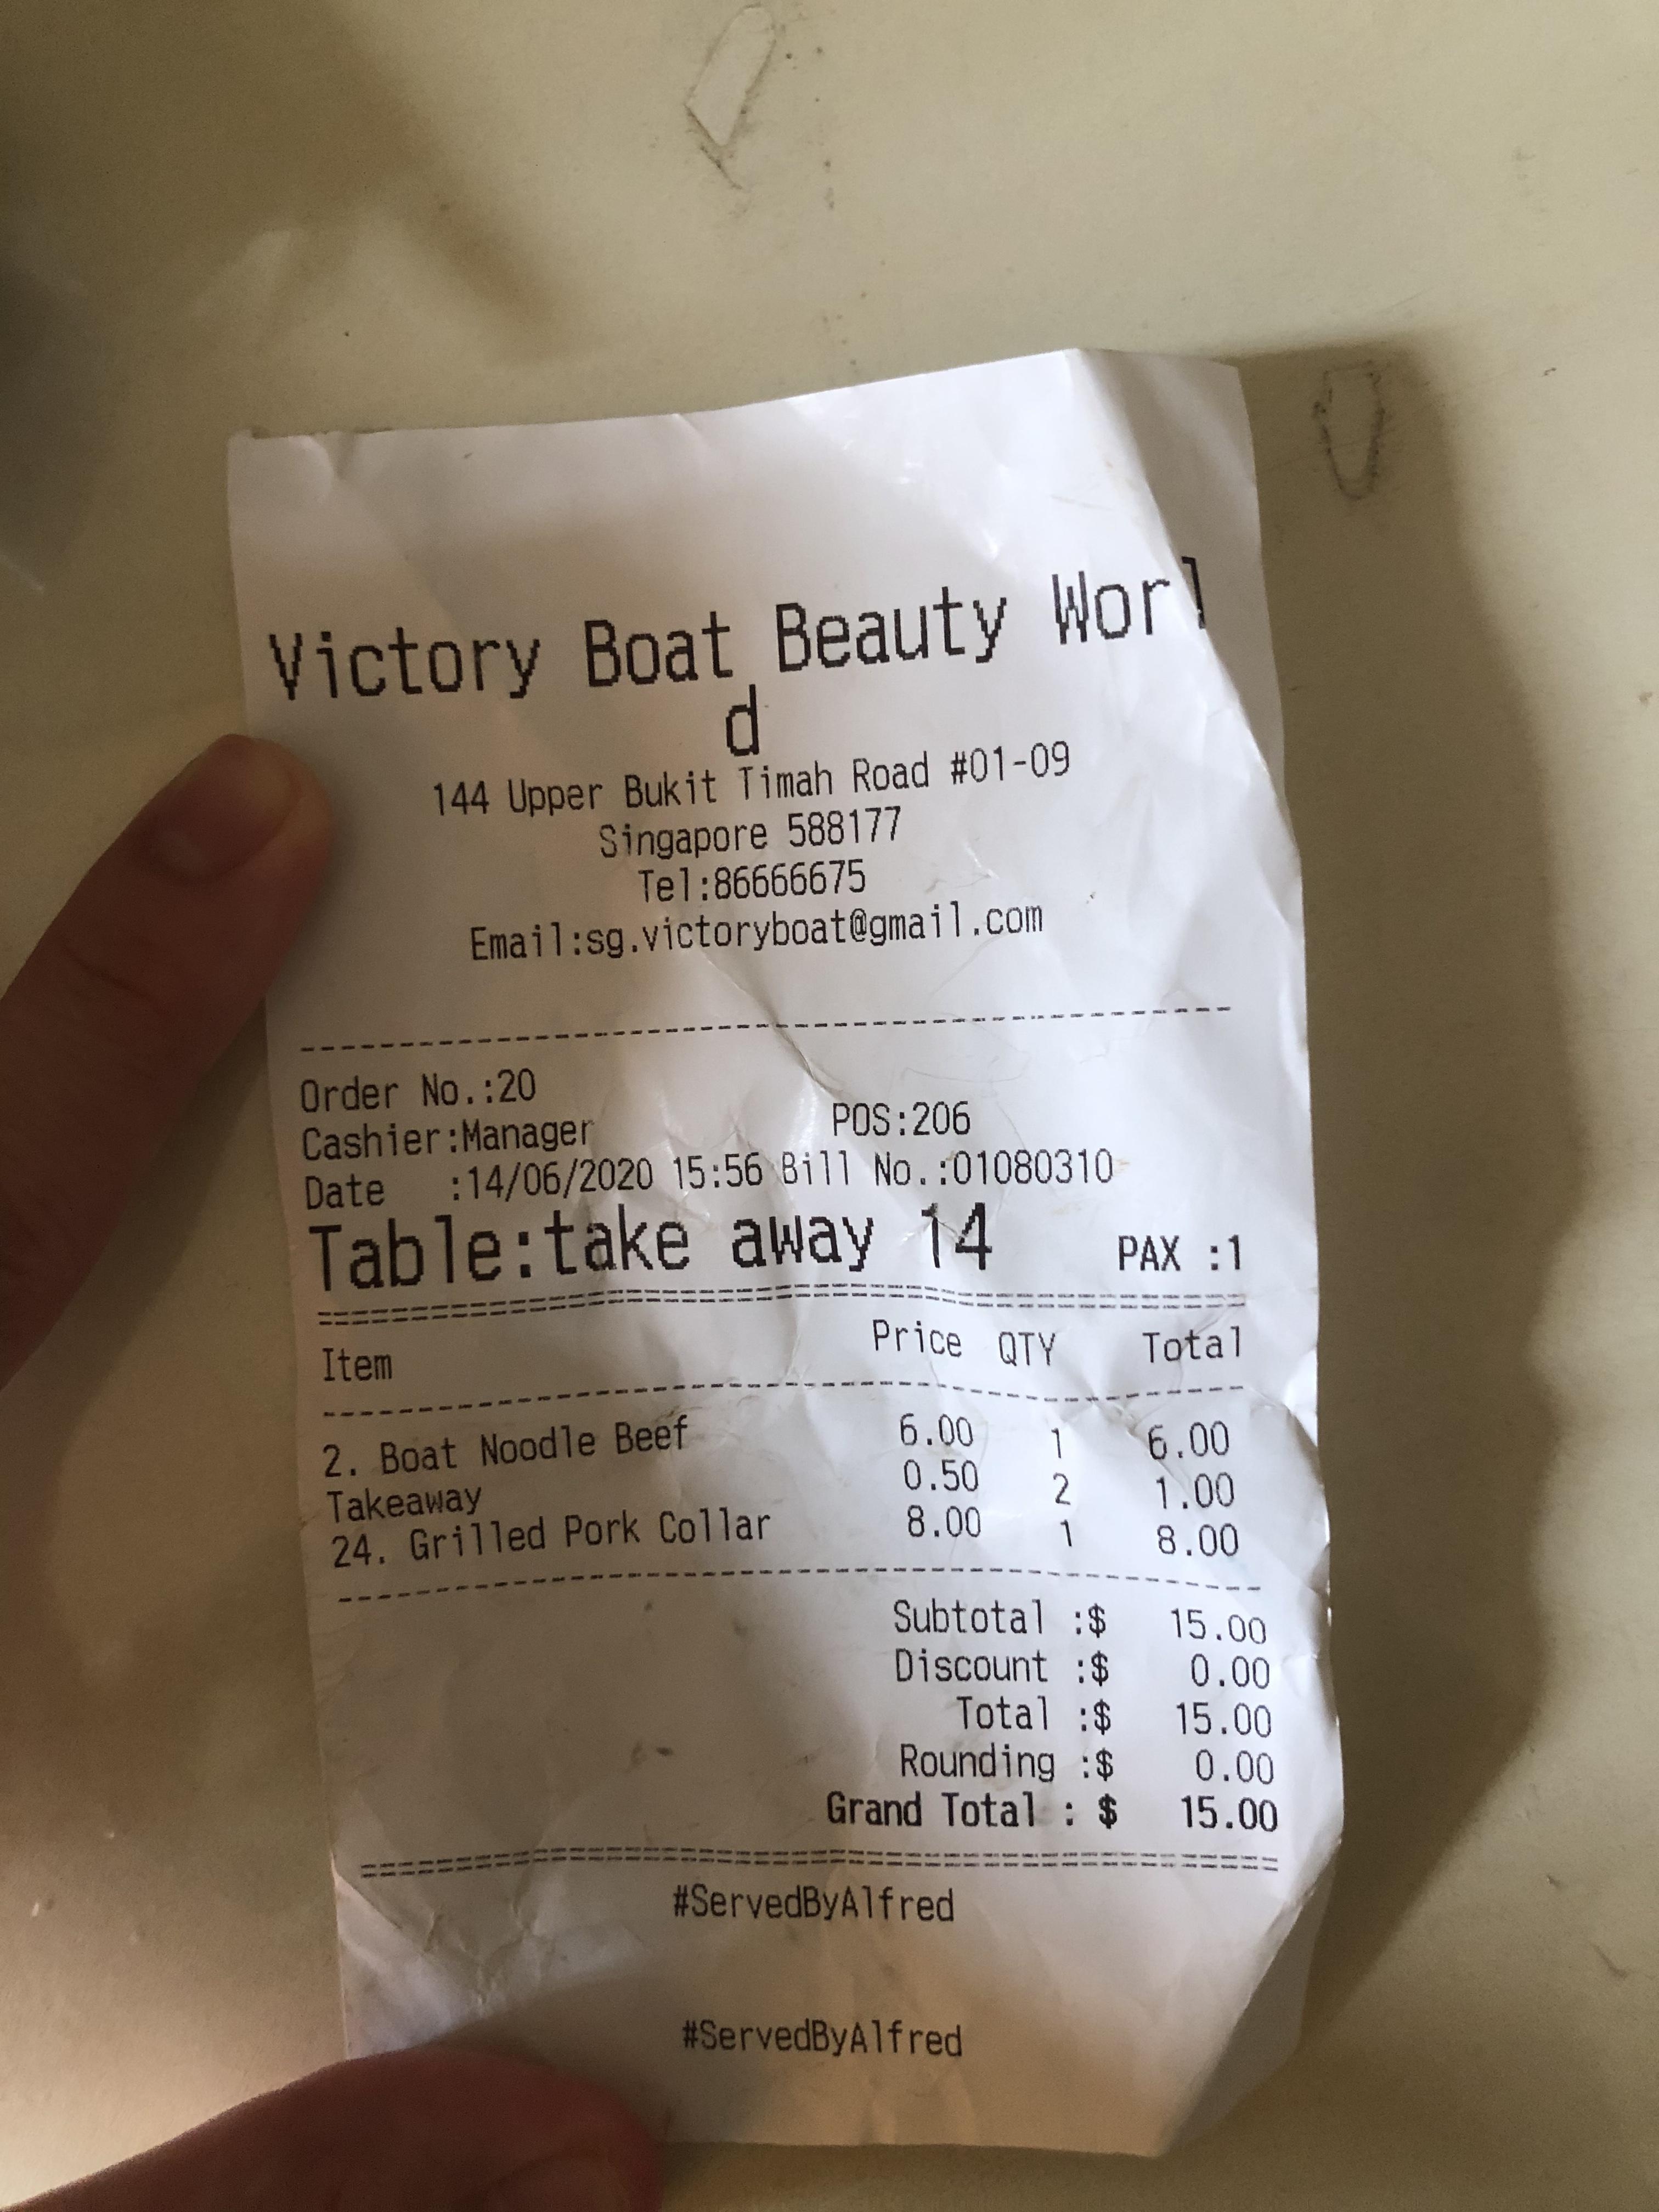 Victory Boat Beauty Worl
d
144 Upper Bukit Timah Road #01-09
Singapore 588177
Tel:86666675
Email:sg.victoryboat@gmail.com
Order No.:20
Cashier:Manager POS:206
Date :14/06/2020 15:56 Bill No.:01080310
Table:take away 14 PAX :1
Item Price QTY Total
2. Boat Noodle Beef 6.00 1 6.00
Takeaway 0.50 2 1.00
24. Grilled Pork Collar 8.00 1 8.00
Subtotal :$ 15.00
Discount :$ 0.00
Total :$ 15.00
Rounding :$ 0.00
Grand Total : $ 15.00
#ServedByAlfred
#ServedByAlfred